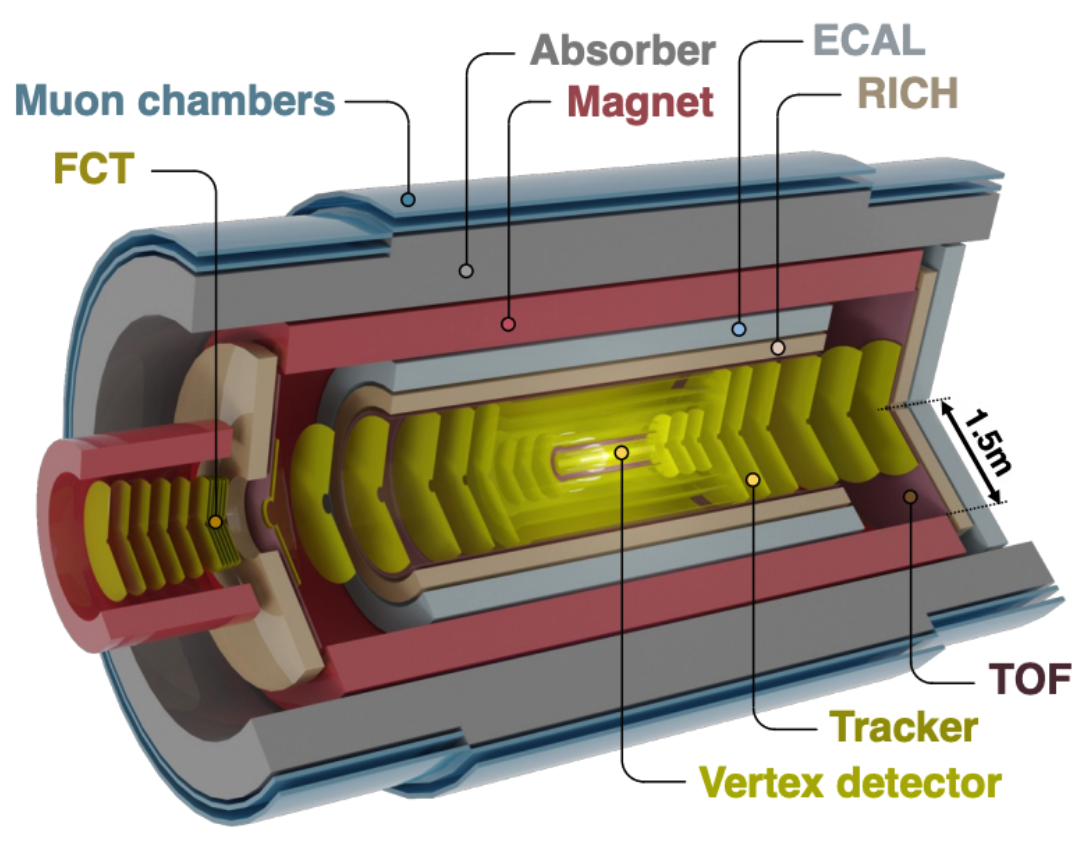 Absorber
ECAL
Muon chambers
Magnet
RICH
FCT
1.5m
TOF
Tracker
Vertex detector